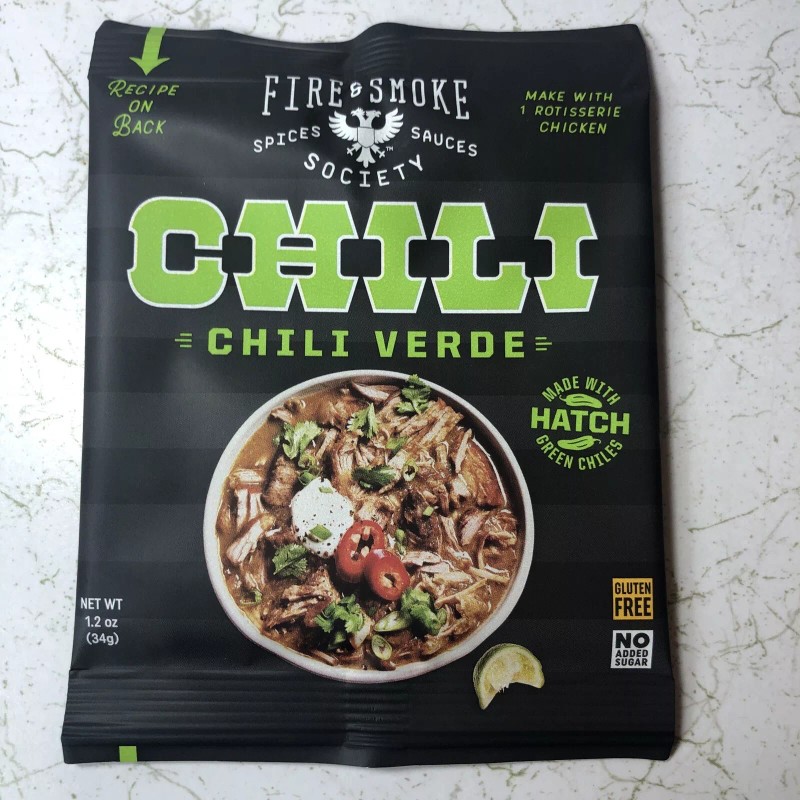 RECIPE
ON
BACK
FIRE & SMOKE
SPICES SAUCES
SOCIETY
TM
MAKE WITH
1 ROTISSERIE
CHICKEN
CHILI
CHILI VERDE
MADE WITH
HATCH
GREEN CHILES
NET WT
1.2 oz
(34g)
GLUTEN
FREE
NO
ADDED
SUGAR